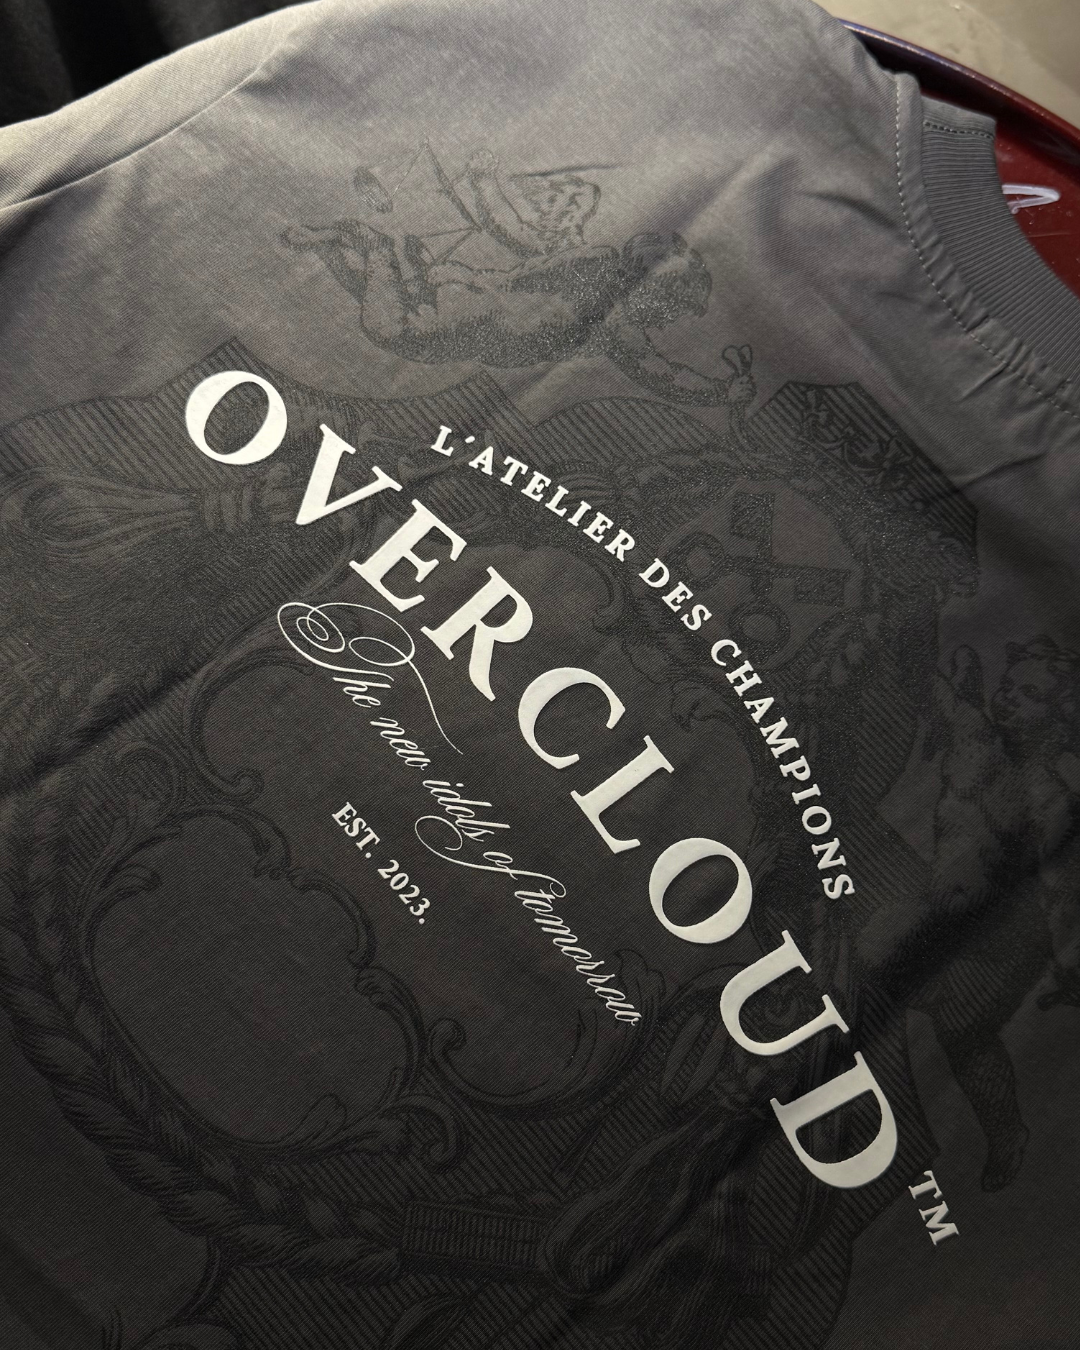 L'ATELIER DES CHAMPIONS
OVERCLOUD™
The new idols of tomorrow
EST. 2023.